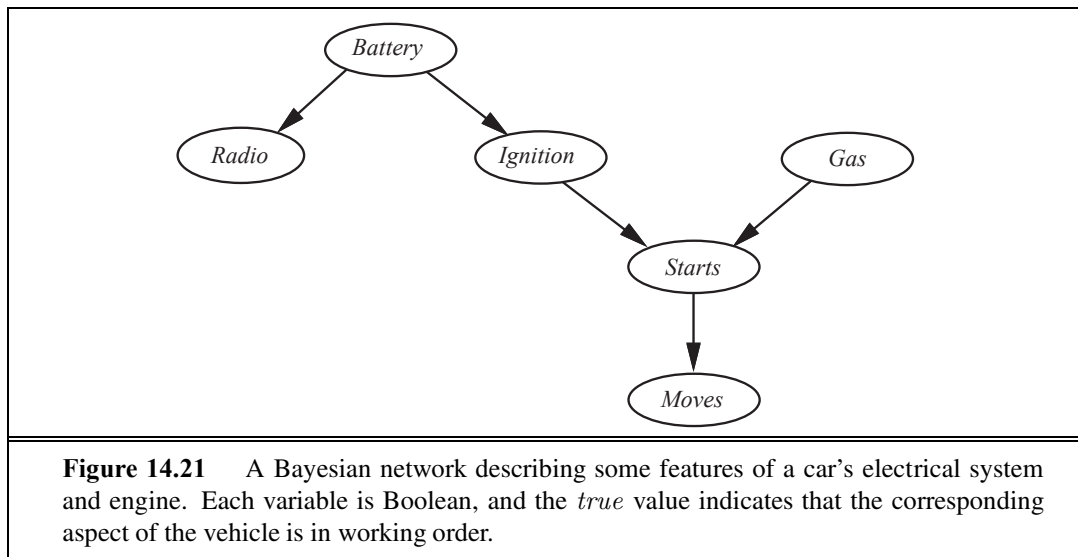 Battery
Radio
Ignition
Gas
Starts
Moves
Figure 14.21 A Bayesian network describing some features of a car's electrical system
and engine. Each variable is Boolean, and the true value indicates that the corresponding
aspect of the vehicle is in working order.